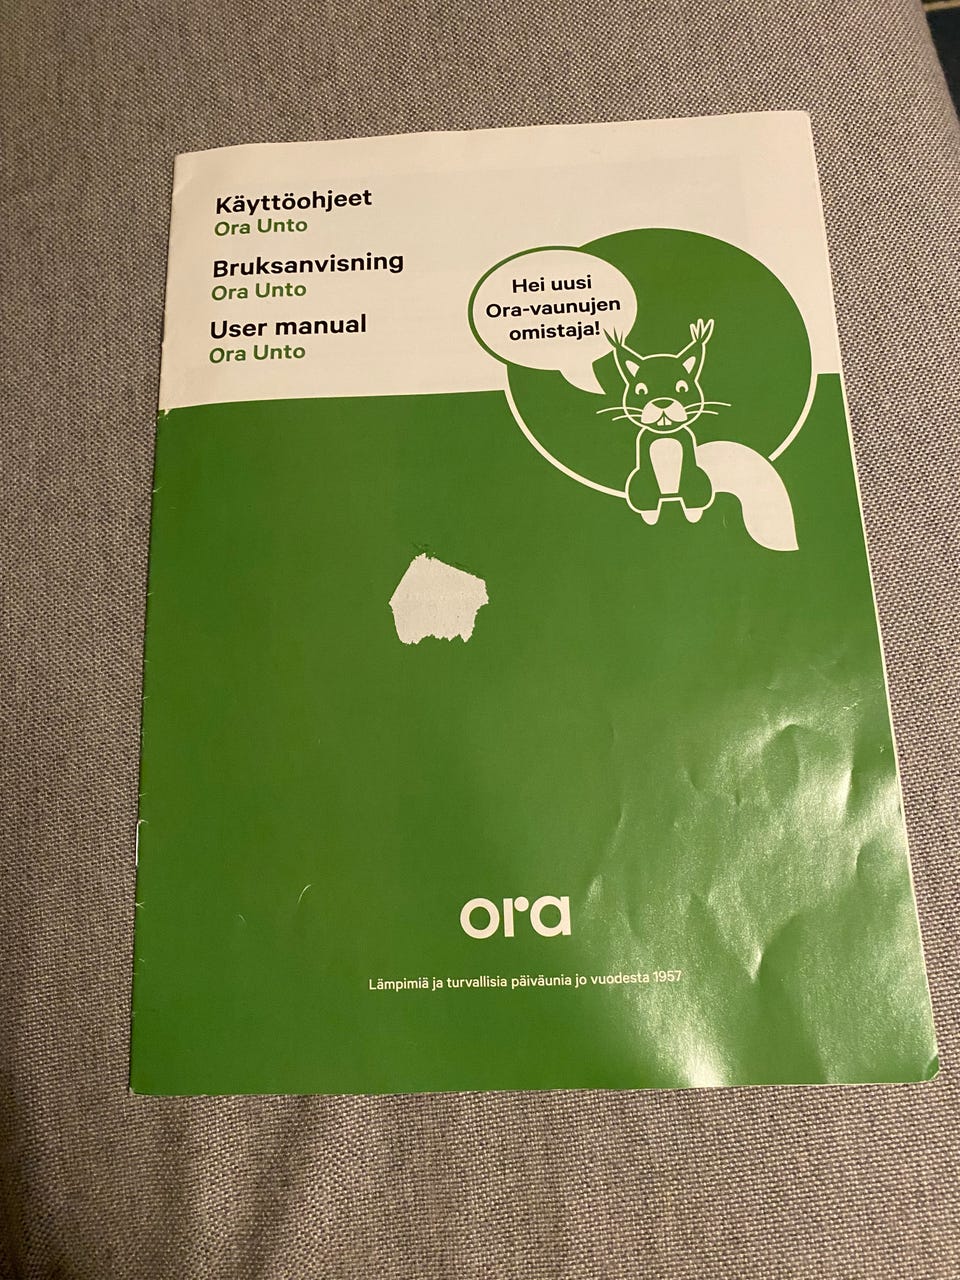 Käyttöohjeet
Ora Unto
Bruksanvisning
Ora Unto
User manual
Ora Unto
Hei uusi
Ora-vaunujen
omistaja!
ora
Lämpimiä ja turvallisia päiväunia jo vuodesta 1957